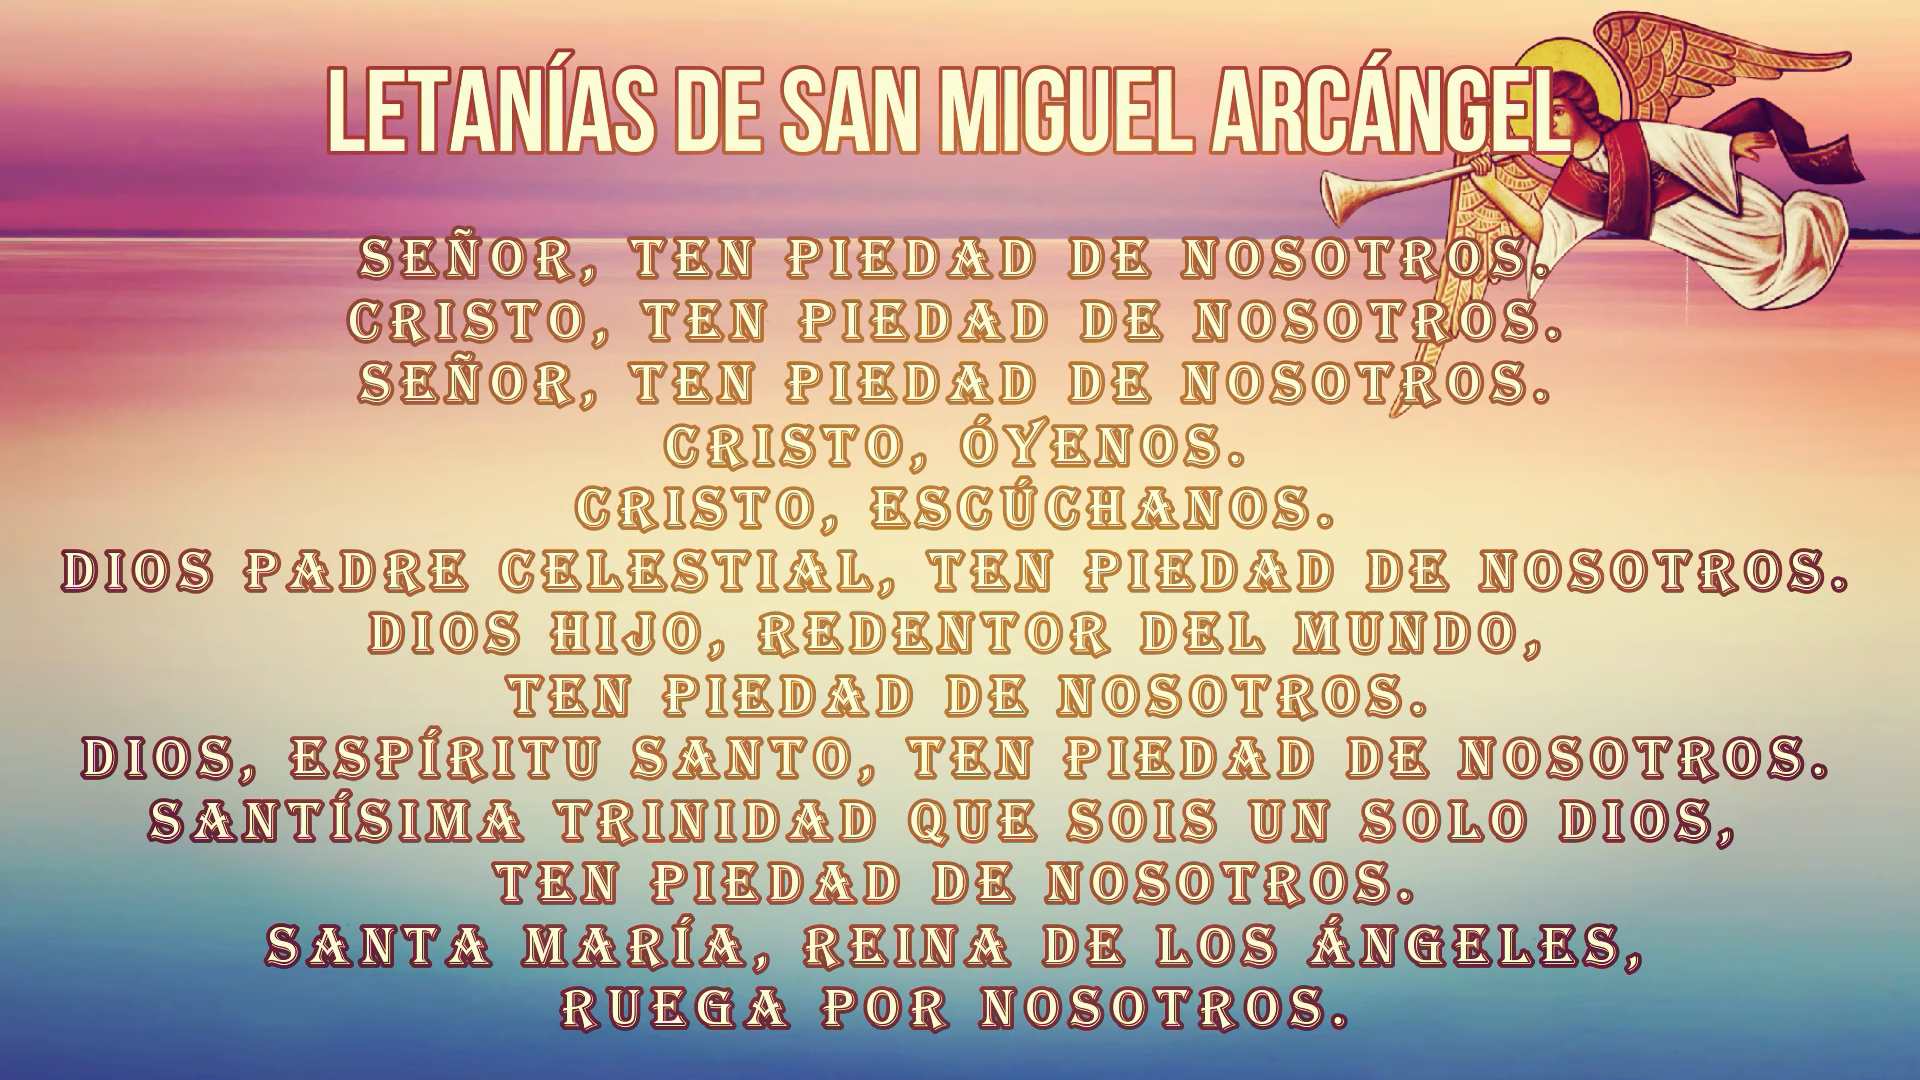 LETANÍAS DE SAN MIGUEL ARCÁNGEL
SEÑOR, TEN PIEDAD DE NOSOTROS.
CRISTO, TEN PIEDAD DE NOSOTROS.
SEÑOR, TEN PIEDAD DE NOSOTROS.
CRISTO, ÓYENOS.
CRISTO, ESCÚCHANOS.
DIOS PADRE CELESTIAL, TEN PIEDAD DE NOSOTROS.
DIOS HIJO, REDENTOR DEL MUNDO,
TEN PIEDAD DE NOSOTROS.
DIOS, ESPÍRITU SANTO, TEN PIEDAD DE NOSOTROS.
SANTÍSIMA TRINIDAD QUE SOIS UN SOLO DIOS,
TEN PIEDAD DE NOSOTROS.
SANTA MARÍA, REINA DE LOS ÁNGELES,
RUEGA POR NOSOTROS.